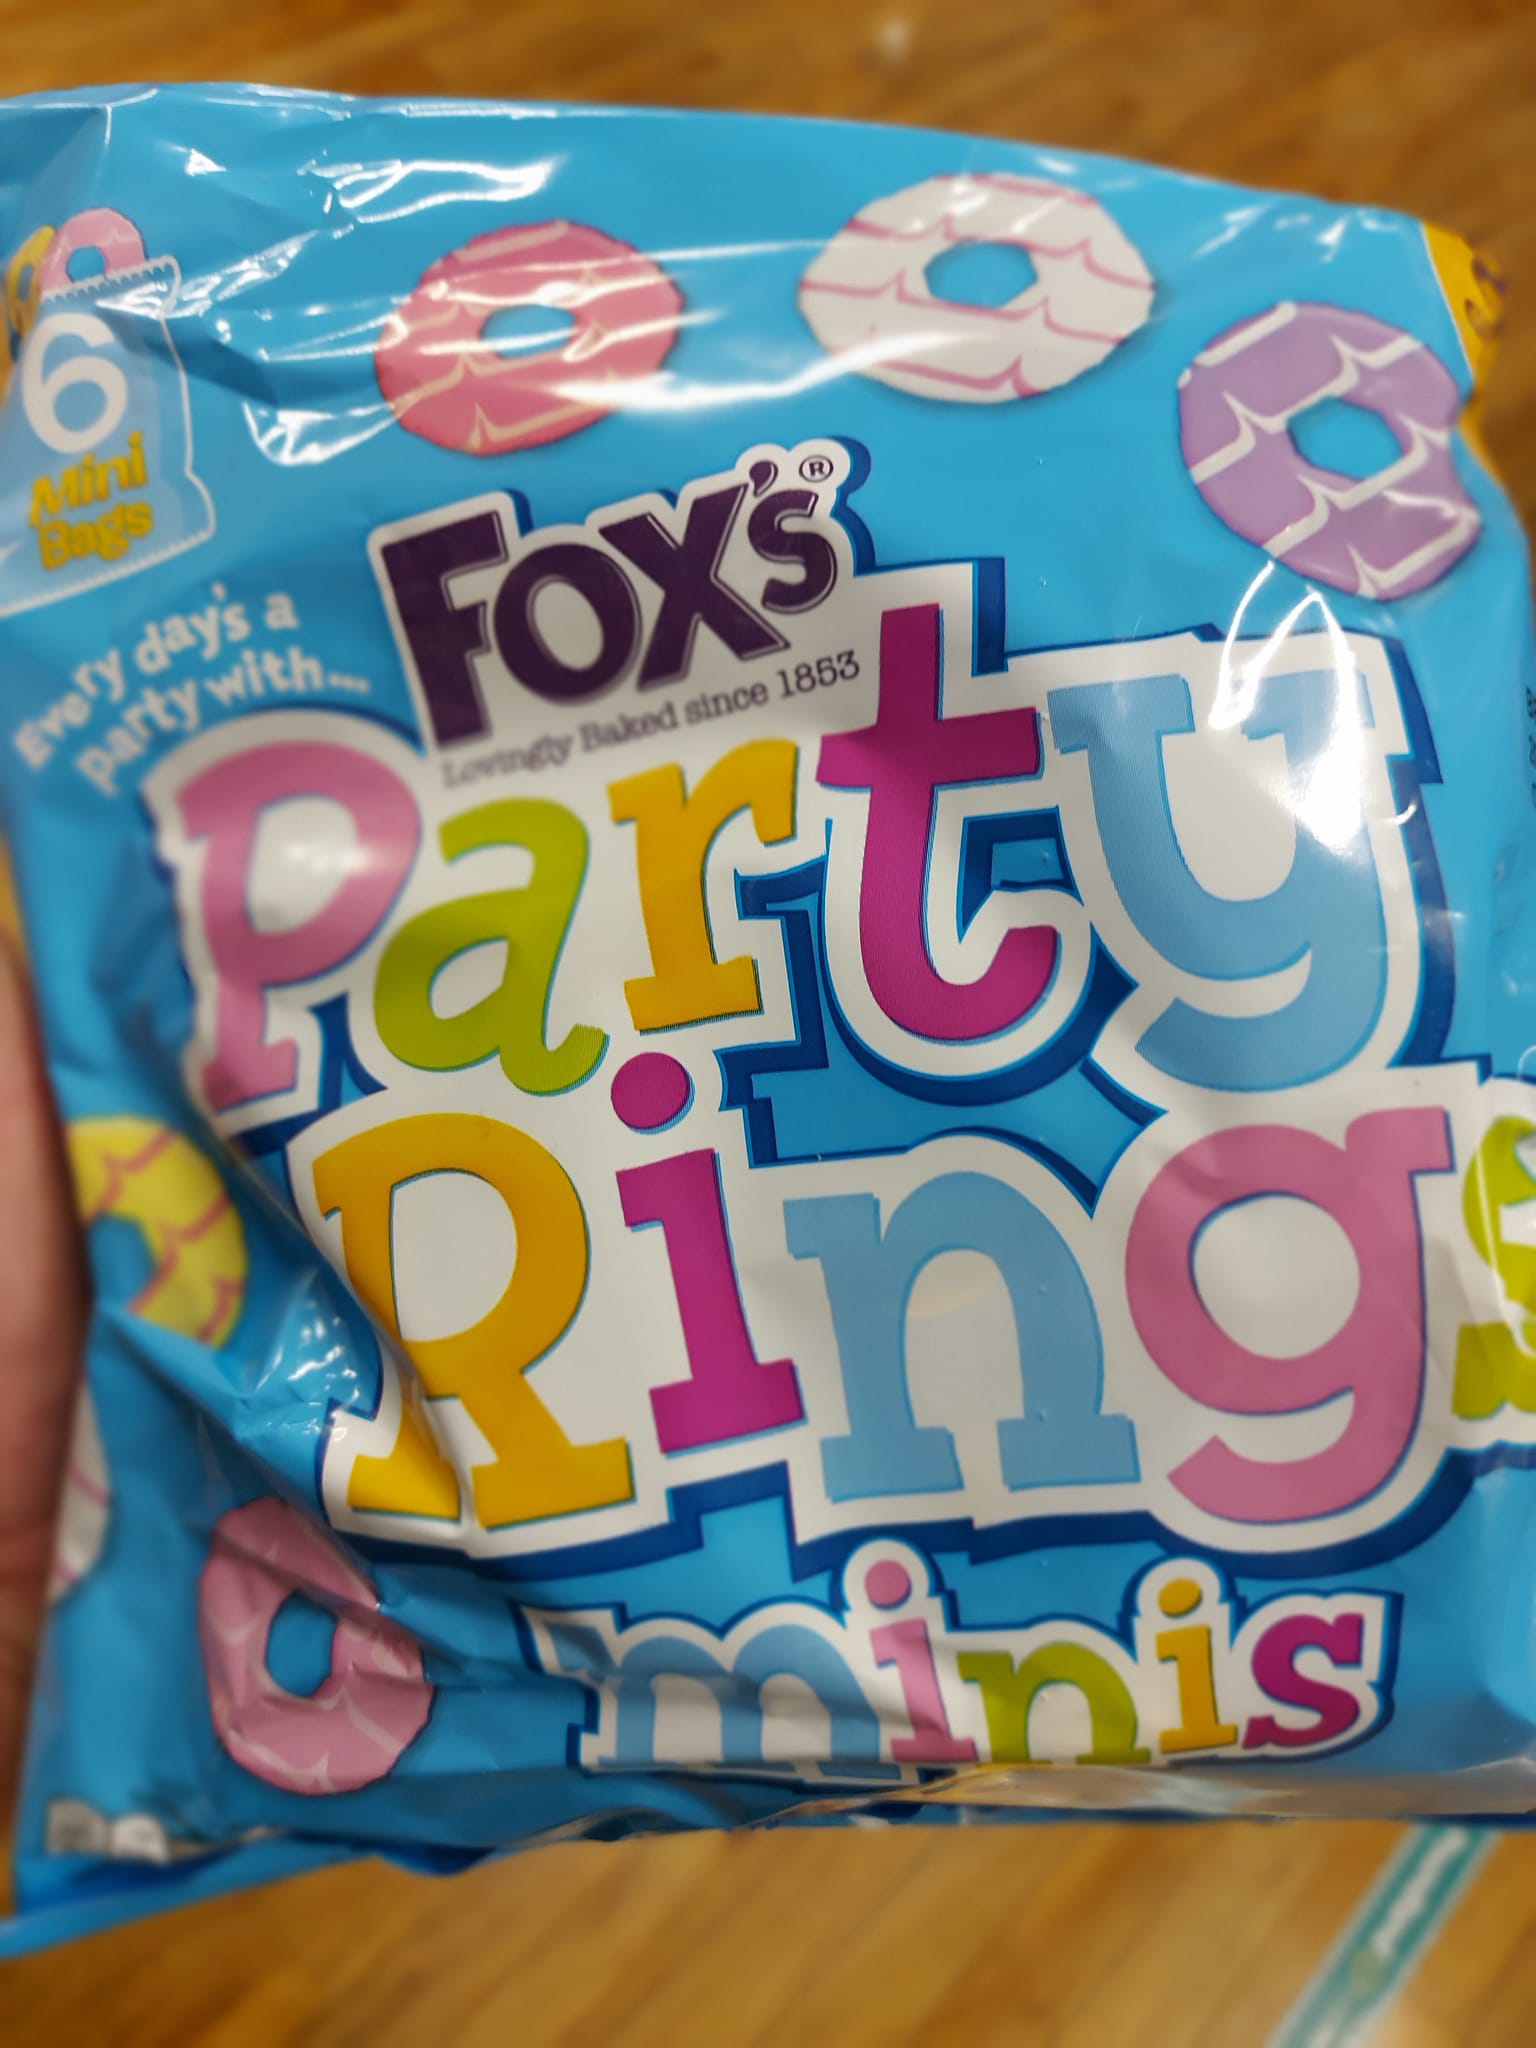 6
Mini
Bags
Every day's a
party with...
FOX'S®
Lovingly Baked since 1853
Party
Rings
minis